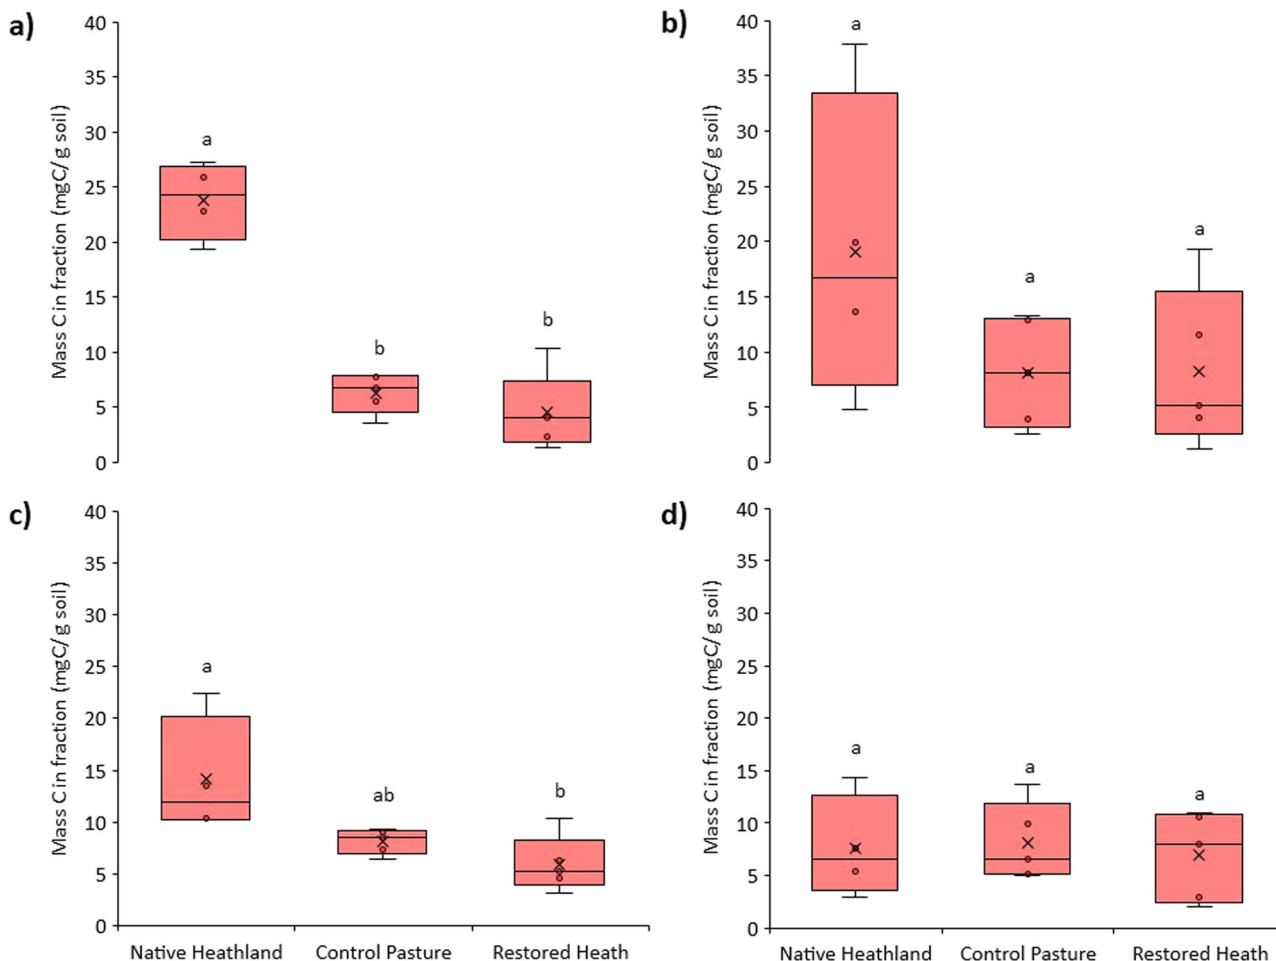 a)
Mass C in fraction (mgC/g soil)
40
35
30
25
20
15
10
5
0
a
b
b
b)
Mass C in fraction (mgC/g soil)
40
35
30
25
20
15
10
5
0
a
a
a
c)
Mass C in fraction (mgC/g soil)
40
35
30
25
20
15
10
5
0
a
ab
b
Native Heathland Control Pasture Restored Heath
d)
Mass C in fraction (mgC/g soil)
40
35
30
25
20
15
10
5
0
a
a
a
Native Heathland Control Pasture Restored Heath